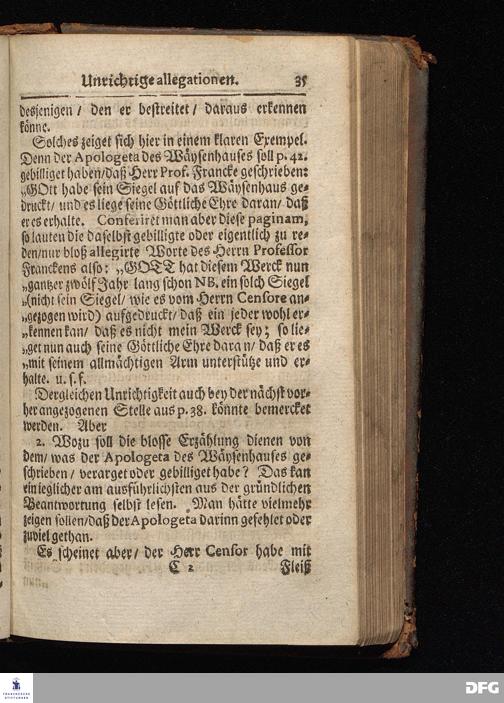 Unrichtige allegationen. 35
desjenigen / den er bestreitet / daraus erkennen
könne.
Solches zeiget sich hier in einem klaren Exempel.
Denn der Apologeta des Wäysenhauses soll p. 42.
gebilliget haben/daß Herr Prof. Francke geschrieben:
„GOtt habe sein Siegel auf das Wäysenhaus ge-
druckt/ und es liege seine Göttliche Ehre daran/ daß
er es erhalte. Conferiret man aber diese paginam,
so lauten die daselbst gebilligte oder eigentlich zu re-
den/nur bloß allegirte Worte des Herrn Professor
Franckens also: „GOTT hat diesem Werck nun
„gantzer zwölf Jahr lang schon NB. ein solch Siegel
„(nicht sein Siegel/ wie es vom Herrn Censore an-
„gezogen wird) aufgedruckt/ daß ein jeder wohl er-
„kennen kan/ daß es nicht mein Werck sey; so lie-
„get nun auch seine Göttliche Ehre daran/ daß er es
„mit seinem allmächtigen Arm unterstütze und er-
halte. u. s. f.
Dergleichen Unrichtigkeit auch bey der nächst vor-
her angezogenen Stelle aus p. 38. könnte bemercket
werden. Aber
2. Wozu soll die blosse Erzählung dienen von
dem/ was der Apologeta des Wäysenhauses ge-
schrieben/ verarget oder gebilliget habe? Das kan
ein ieglicher am ausführlichsten aus der gründlichen
Beantwortung selbst lesen. Man hätte vielmehr
zeigen sollen/daß der Apologeta darinn gefehlet oder
zuviel gethan.
Es scheinet aber/ der Herr Censor habe mit
C 2 Fleiß
FRANCKESCHE
STIFTUNGEN
DFG